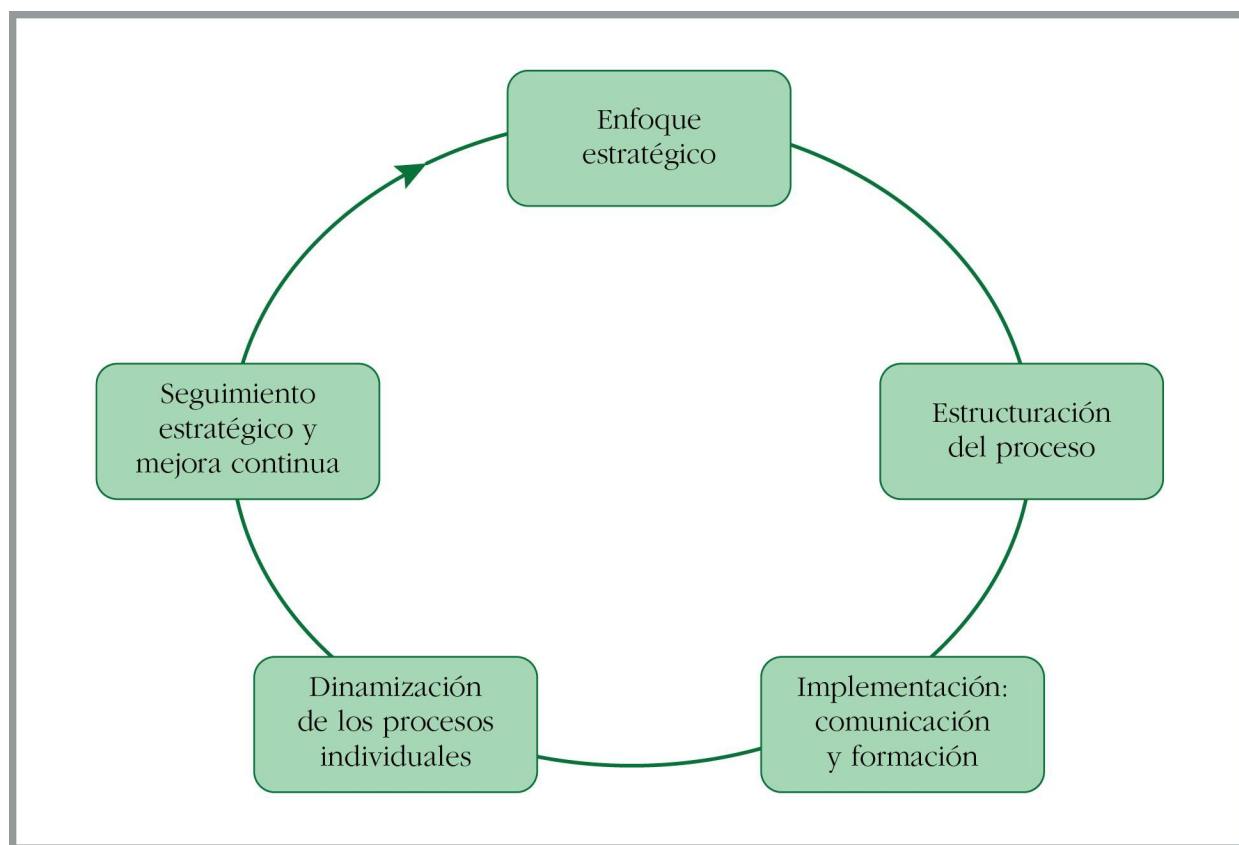 Enfoque
estratégico
Estructuración
del proceso
Implementación:
comunicación
y formación
Dinamización
de los procesos
individuales
Seguimiento
estratégico y
mejora continua